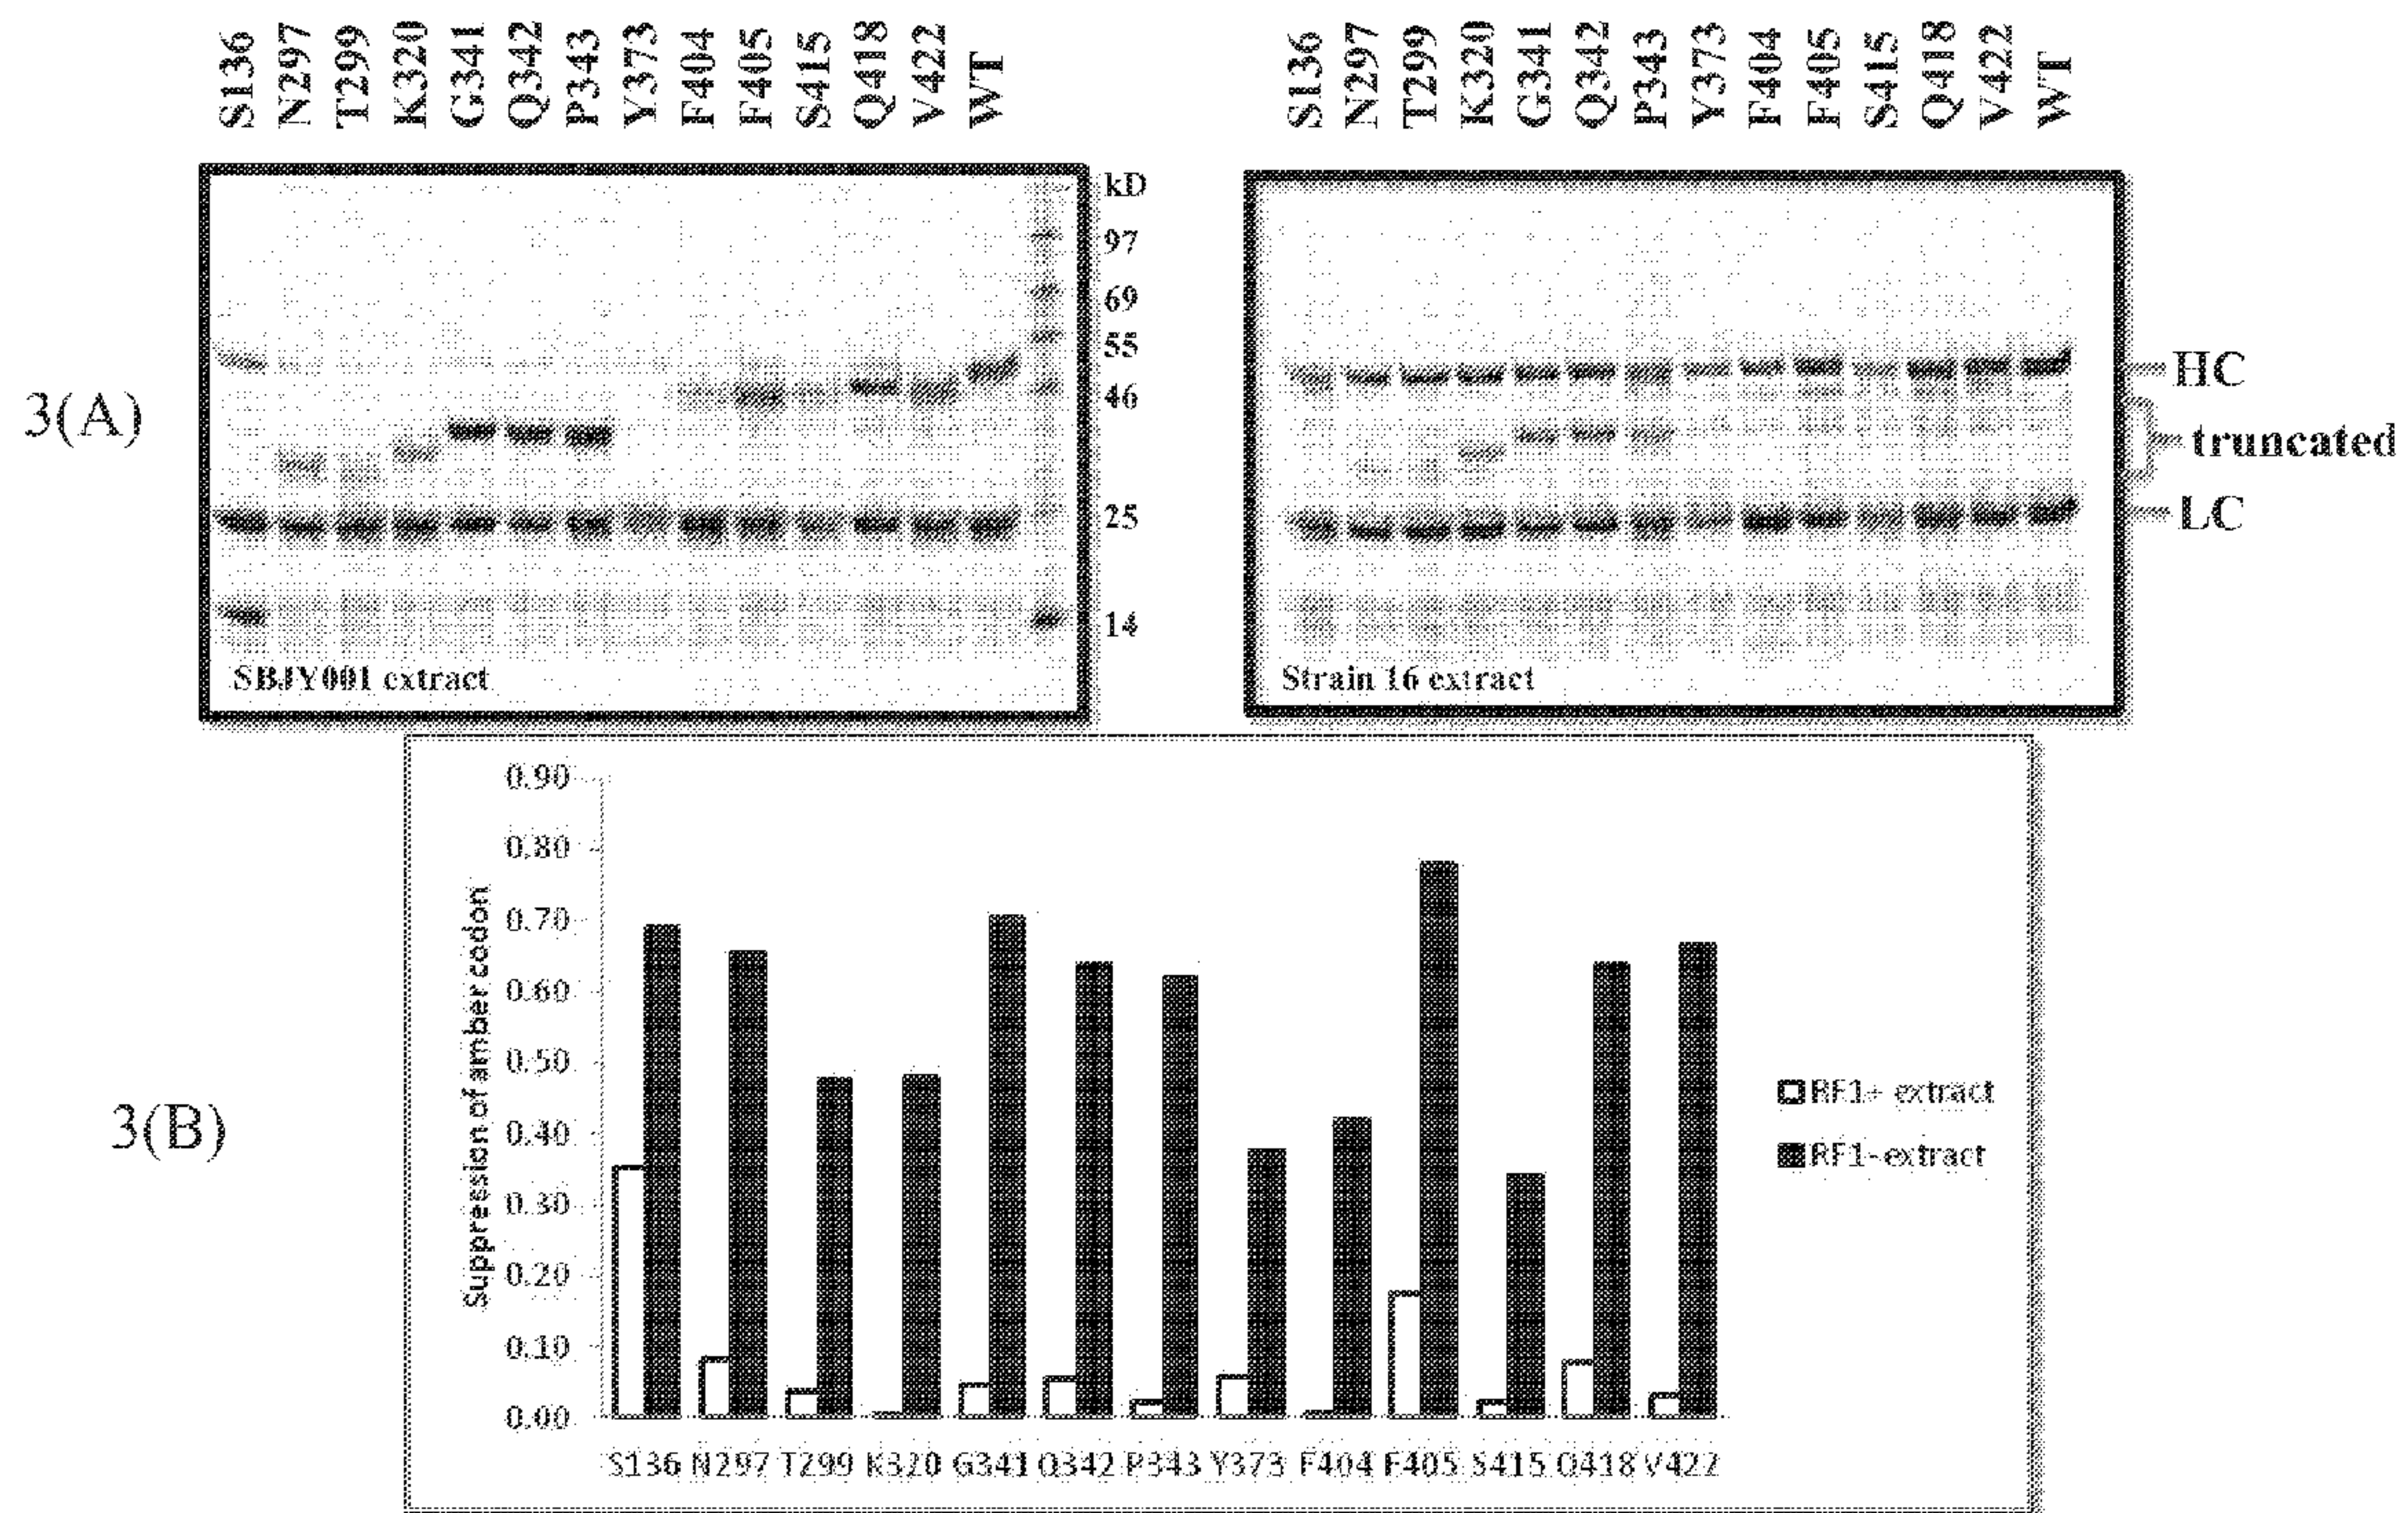 S136 N297 T299 K320 G341 Q342 P343 Y373 F404 F405 S415 Q418 V422 WT
S136 N297 T299 K320 G341 Q342 P343 Y373 F404 F405 S415 Q418 V422 WT
3(A)
kD
97
69
55
46
25
14
SBJY001 extract
Strain 16 extract
HC
truncated
LC
3(B)
Suppression of amber codon
0.90
0.80
0.70
0.60
0.50
0.40
0.30
0.20
0.10
0.00
S136 N297 T299 K320 G341 Q342 P343 Y373 F404 F405 S415 Q418 V422
RF1+ extract
RF1-extract